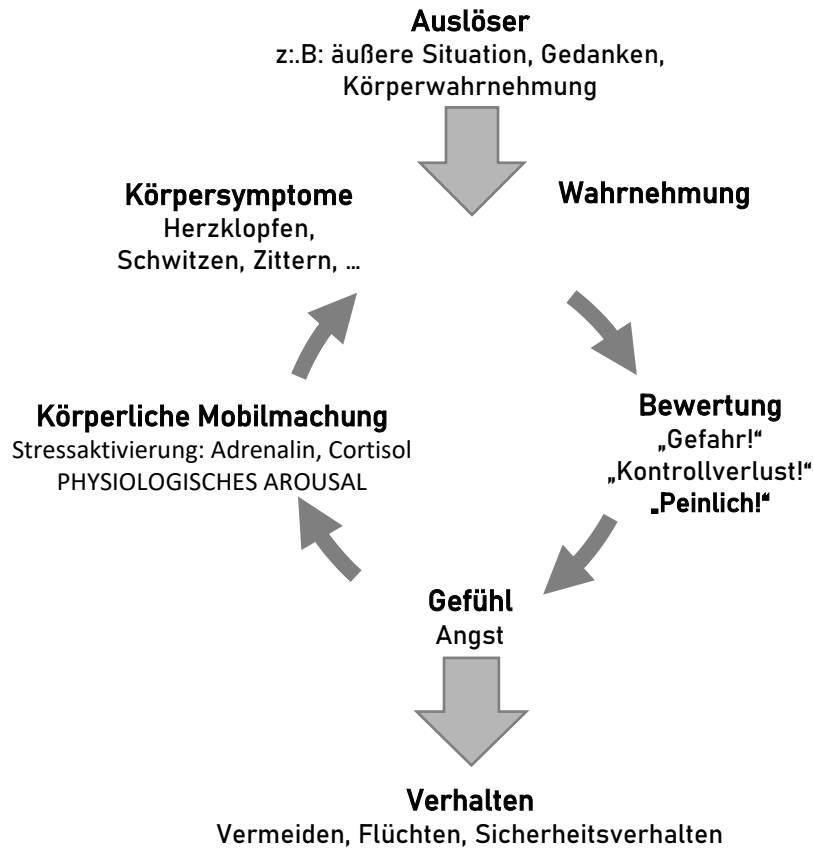 Auslöser
z:.B: äußere Situation, Gedanken,
Körperwahrnehmung
Körpersymptome
Herzklopfen,
Schwitzen, Zittern, ...
Wahrnehmung
Körperliche Mobilmachung
Stressaktivierung: Adrenalin, Cortisol
PHYSIOLOGISCHES AROUSAL
Bewertung
„Gefahr!“
„Kontrollverlust!“
„Peinlich!“
Gefühl
Angst
Verhalten
Vermeiden, Flüchten, Sicherheitsverhalten